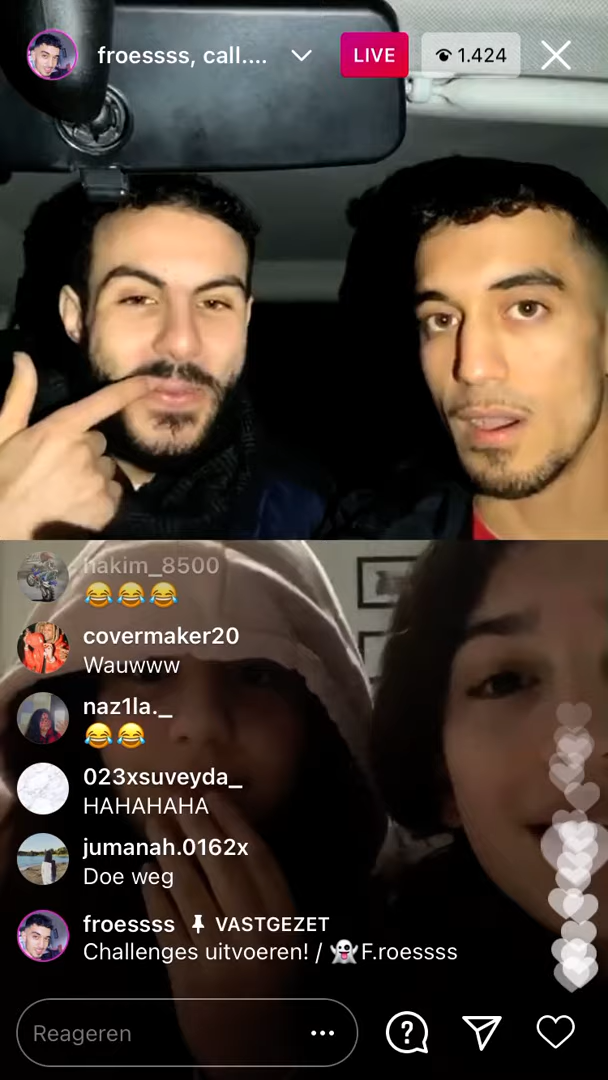 froessss, call....
LIVE
1.424
hakim_8500
😂😂😂
covermaker20
Wauwww
naz1la._
😂😂
023xsuveyda_
HAHAHAHA
jumanah.0162x
Doe weg
froessss VASTGEZET
Challenges uitvoeren! / 👻F.roessss
Reageren